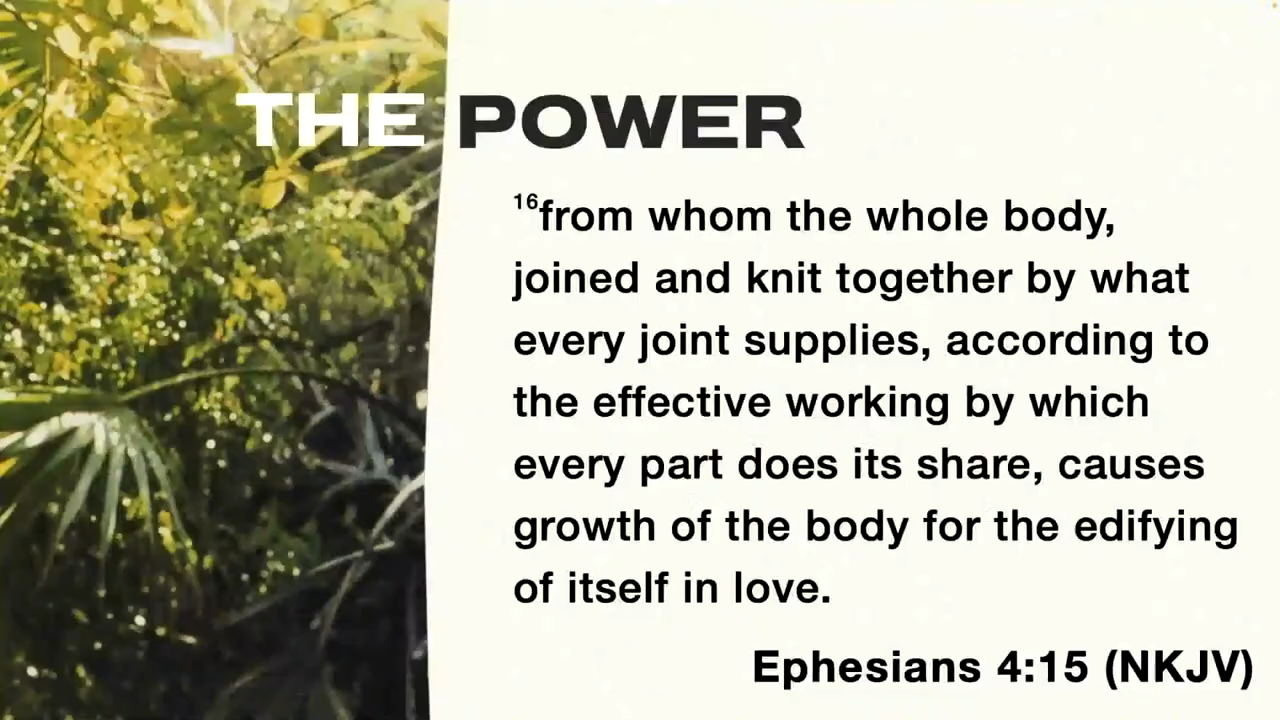 THE POWER
16from whom the whole body,
joined and knit together by what
every joint supplies, according to
the effective working by which
every part does its share, causes
growth of the body for the edifying
of itself in love.
Ephesians 4:15 (NKJV)